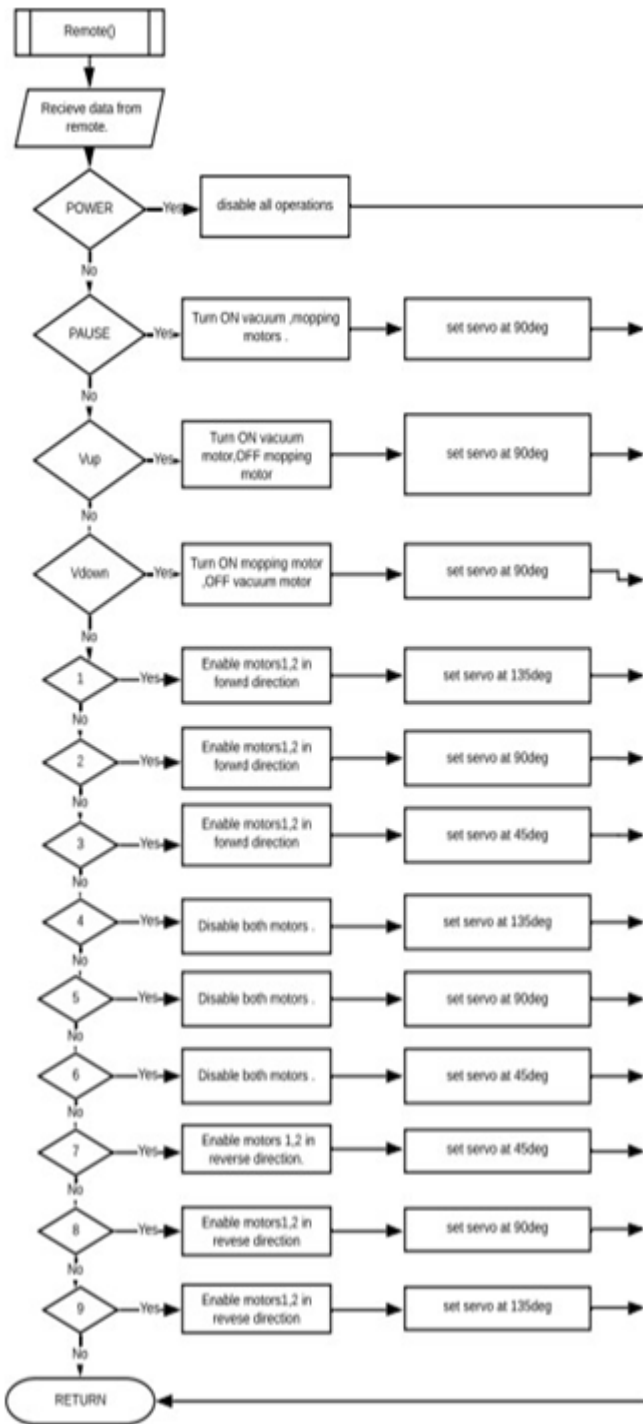 Remote()
Recieve data from
remote.
POWER
Yes
disable all operations
No
PAUSE
Yes
Turn ON vacuum ,mopping
motors .
set servo at 90deg
No
Vup
Yes
Turn ON vacuum
motor,OFF mopping
motor
set servo at 90deg
No
Vdown
Yes
Turn ON mopping motor
,OFF vacuum motor
set servo at 90deg
No
1
Yes
Enable motors1,2 in
forwrd direction
set servo at 135deg
No
2
Yes
Enable motors1,2 in
forwrd direction
set servo at 90deg
No
3
Yes
Enable motors1,2 in
forwrd direction
set servo at 45deg
No
4
Yes
Disable both motors .
set servo at 135deg
No
5
Yes
Disable both motors .
set servo at 90deg
No
6
Yes
Disable both motors .
set servo at 45deg
No
7
Yes
Enable motors 1,2 in
reverse direction.
set servo at 45deg
No
8
Yes
Enable motors1,2 in
revese direction
set servo at 90deg
No
9
Yes
Enable motors1,2 in
revese direction
set servo at 135deg
No
RETURN